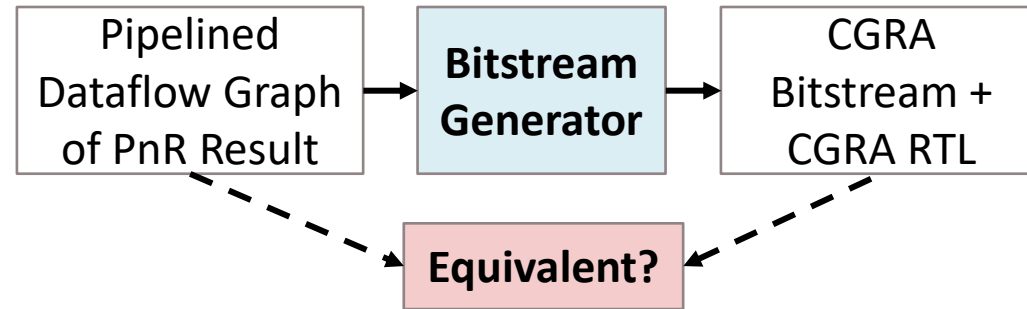 Pipelined
Dataflow Graph
of PnR Result
Bitstream
Generator
CGRA
Bitstream +
CGRA RTL
Equivalent?